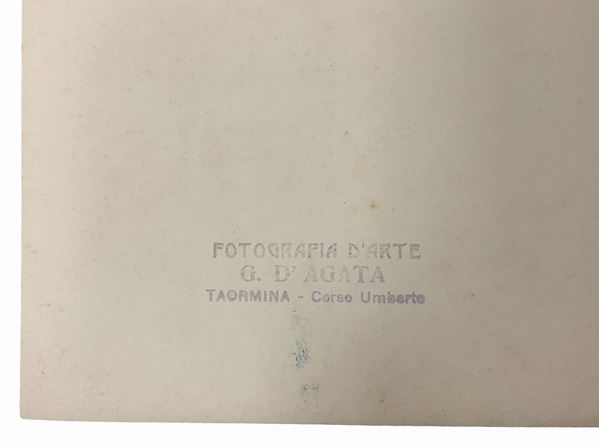 FOTOGRAFIA D'ARTE
G. D'AGATA
TAORMINA - Corso Umberto